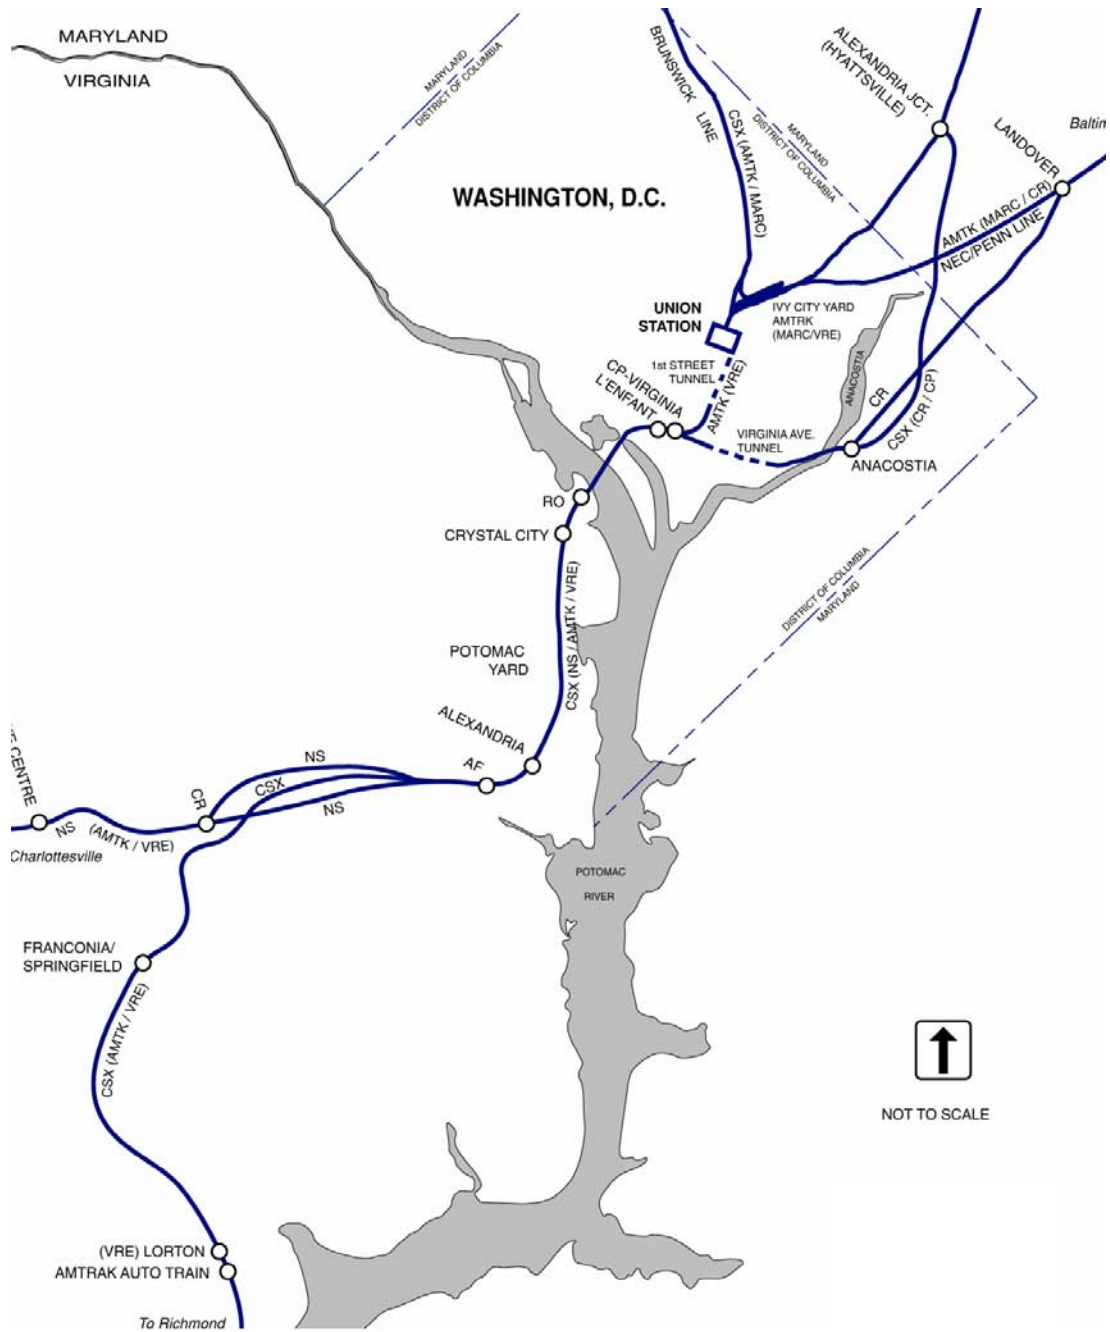 MARYLAND
VIRGINIA
MARYLAND
DISTRICT OF COLUMBIA
BRUNSWICK LINE
CSX (AMTK / MARC)
MARYLAND
DISTRICT OF COLUMBIA
ALEXANDRIA JCT.
(HYATTSVILLE)
LANDOVER
Baltim
WASHINGTON, D.C.
AMTK (MARC / CR)
NEC/PENN LINE
UNION
STATION
IVY CITY YARD
AMTRK
(MARC/VRE)
1st STREET
TUNNEL
AMTK (VRE)
CP-VIRGINIA
L'ENFANT
ANACOSTIA
CR
CSX (CR / CP)
VIRGINIA AVE.
TUNNEL
ANACOSTIA
RO
CRYSTAL CITY
CSX (NS / AMTK / VRE)
DISTRICT OF COLUMBIA
MARYLAND
POTOMAC
YARD
ALEXANDRIA
AF
NS
CSX
NS
CR
CENTRE
NS
(AMTK / VRE)
Charlottesville
POTOMAC
RIVER
FRANCONIA/
SPRINGFIELD
CSX (AMTK / VRE)
NOT TO SCALE
(VRE) LORTON
AMTRAK AUTO TRAIN
To Richmond